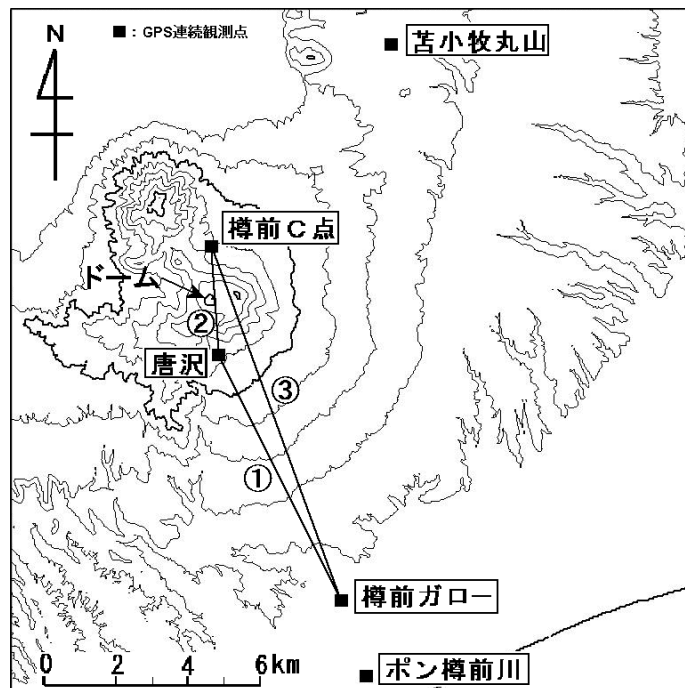 N
■：GPS連続観測点
苫小牧丸山
樽前C点
ドーム
②
唐沢
③
①
樽前ガロー
0 2 4 6km
ポン樽前川